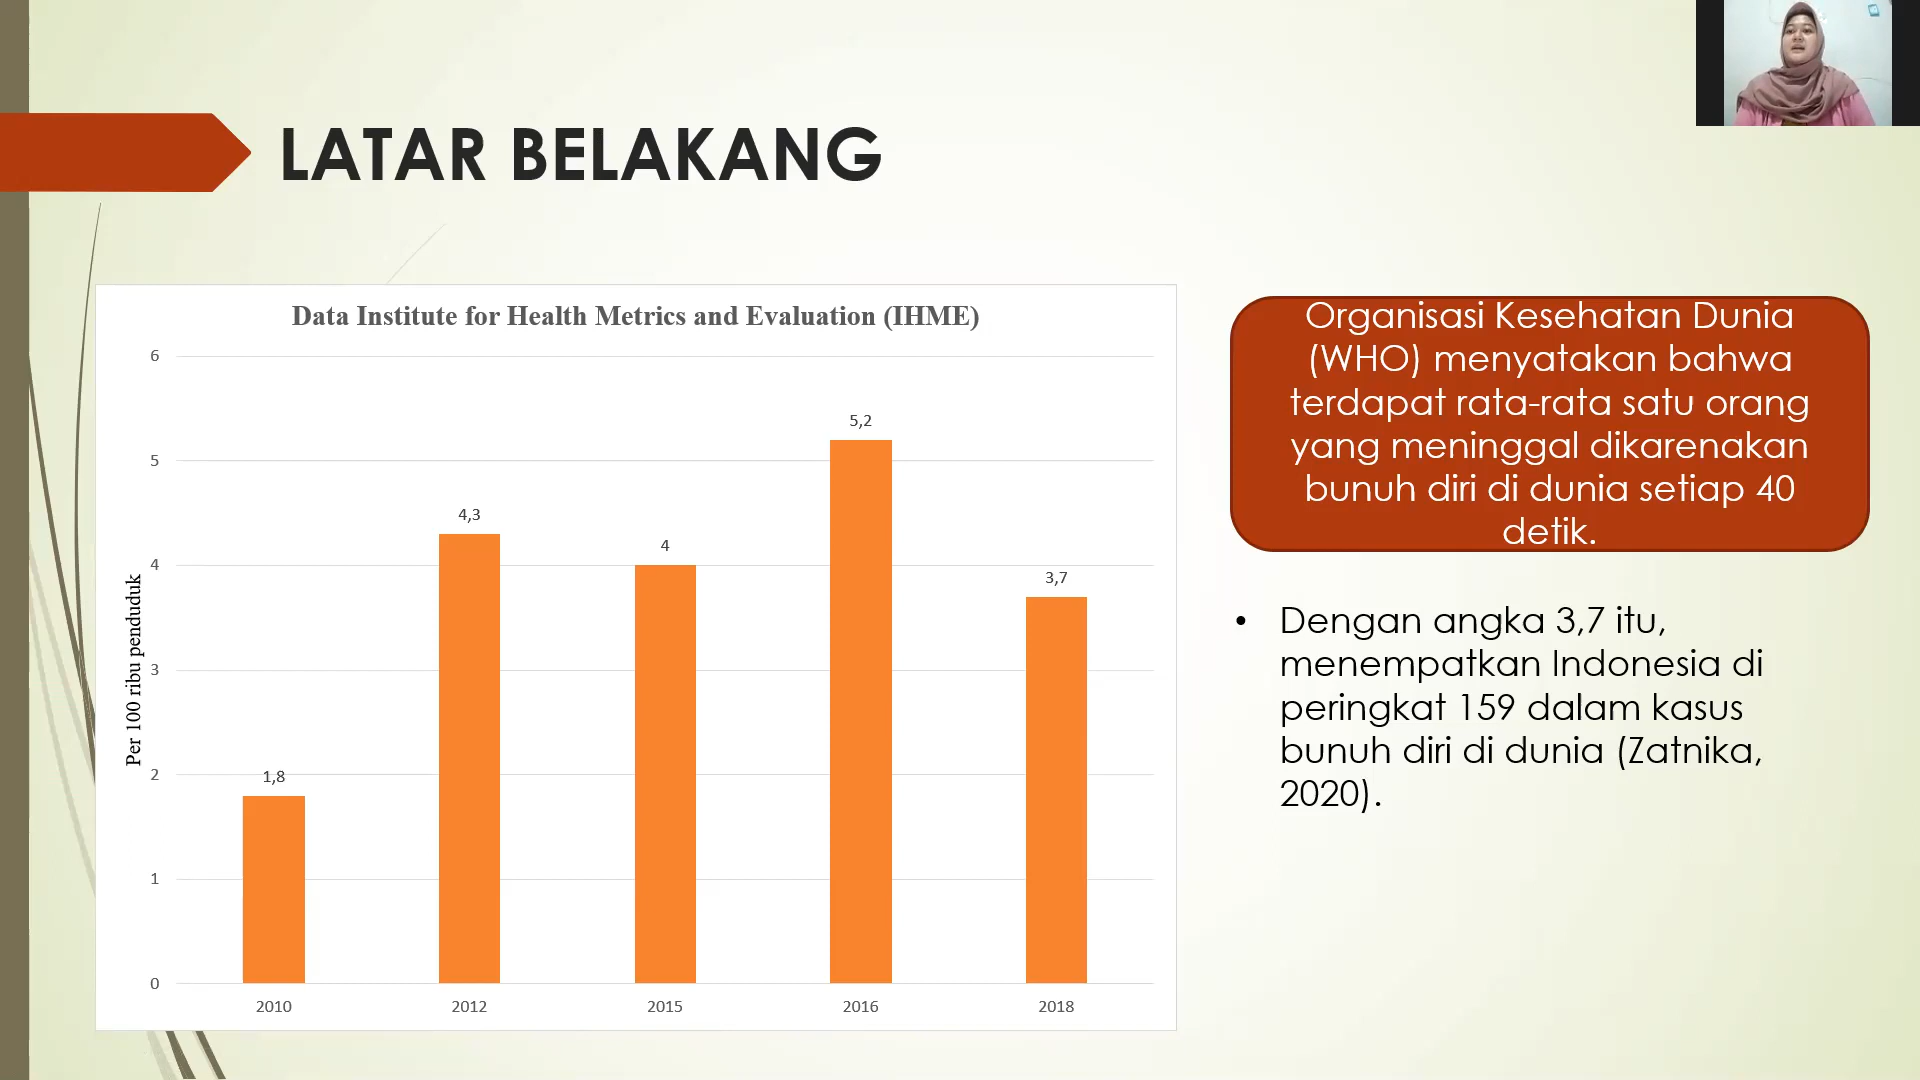 LATAR BELAKANG
Data Institute for Health Metrics and Evaluation (IHME)
Per 100 ribu penduduk
6
5
4
3
2
1
0
1,8
4,3
4
5,2
3,7
2010
2012
2015
2016
2018
Organisasi Kesehatan Dunia
(WHO) menyatakan bahwa
terdapat rata-rata satu orang
yang meninggal dikarenakan
bunuh diri di dunia setiap 40
detik.
• Dengan angka 3,7 itu,
menempatkan Indonesia di
peringkat 159 dalam kasus
bunuh diri di dunia (Zatnika,
2020).